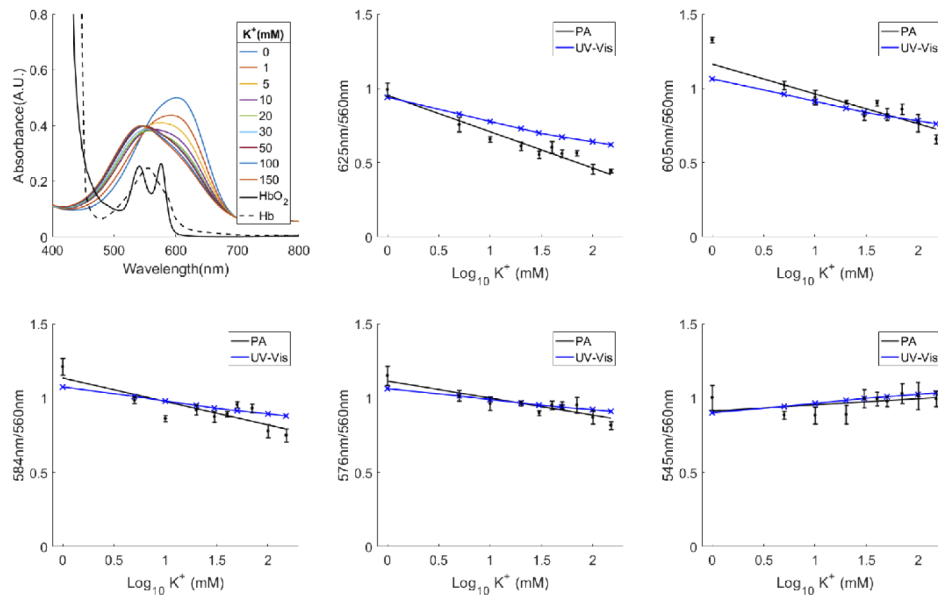 0.8
0.6
0.4
0.2
0
Absorbance(A.U.)
400 500 600 700 800
Wavelength(nm)
K⁺(mM)
0
1
5
10
20
30
50
100
150
HbO₂
Hb
1.5
1
0.5
0
625nm/560nm
0 0.5 1 1.5 2
Log₁₀ K⁺ (mM)
PA
UV-Vis
1.5
1
0.5
0
605nm/560nm
0 0.5 1 1.5 2
Log₁₀ K⁺ (mM)
PA
UV-Vis
1.5
1
0.5
0
584nm/560nm
0 0.5 1 1.5 2
Log₁₀ K⁺ (mM)
PA
UV-Vis
1.5
1
0.5
0
576nm/560nm
0 0.5 1 1.5 2
Log₁₀ K⁺ (mM)
PA
UV-Vis
1.5
1
0.5
0
545nm/560nm
0 0.5 1 1.5 2
Log₁₀ K⁺ (mM)
PA
UV-Vis